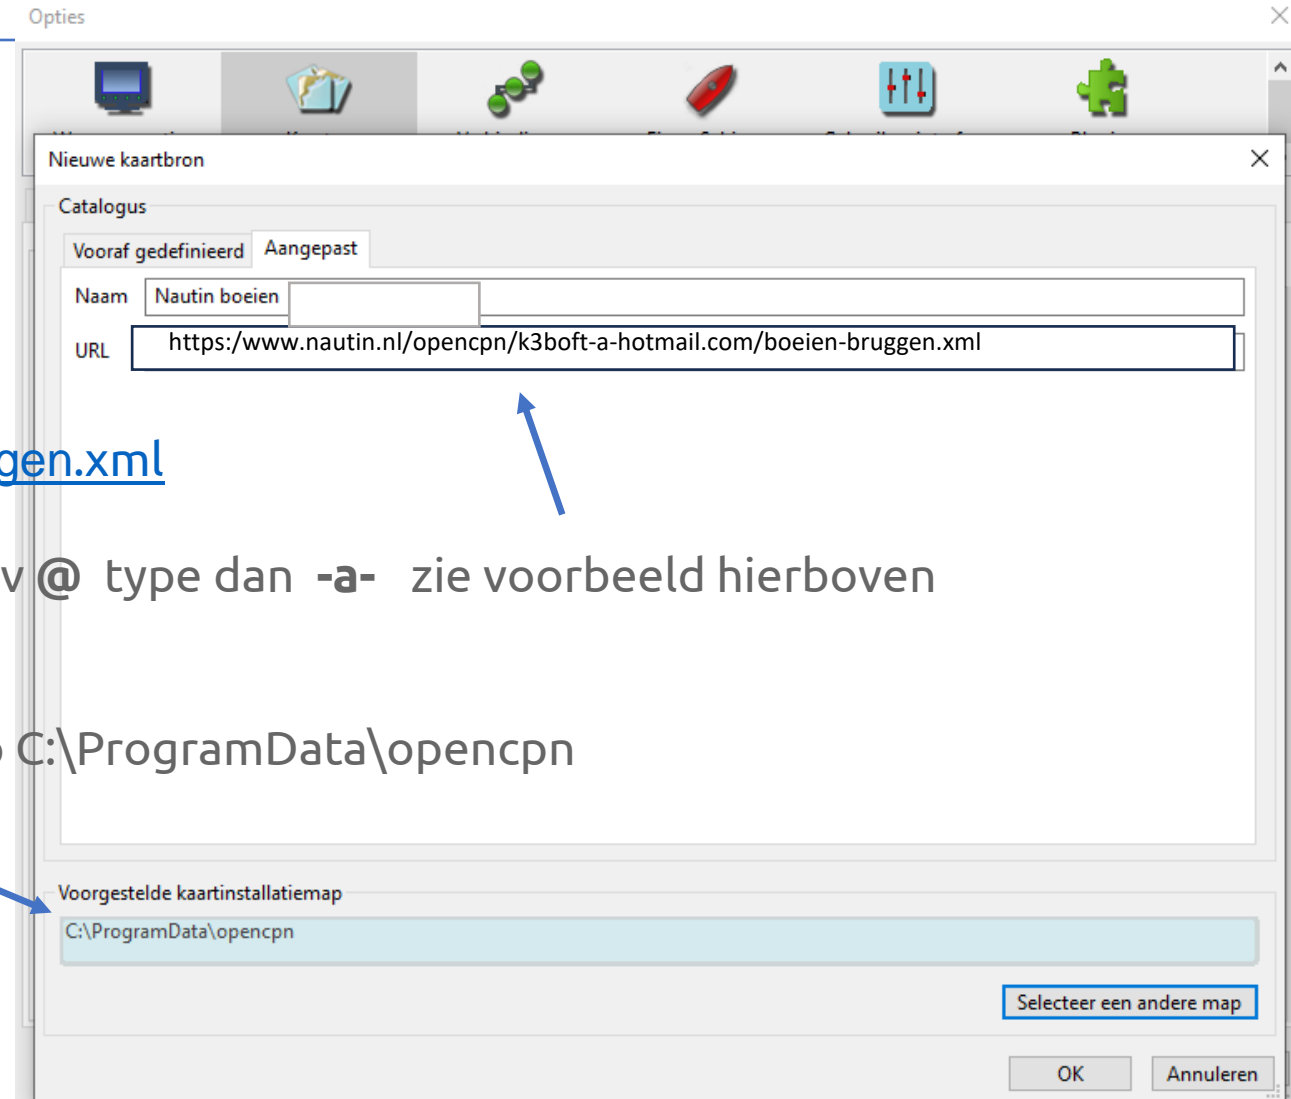 Opties
Nieuwe kaartbron
Catalogus
Vooraf gedefinieerd Aangepast
Naam Nautin boeien
URL https:/www.nautin.nl/opencpn/k3boft-a-hotmail.com/boeien-bruggen.xml
gen.xml
v @ type dan -a- zie voorbeeld hierboven
C:\ProgramData\opencpn
Voorgestelde kaartinstallatiemap
C:\ProgramData\opencpn
Selecteer een andere map
OK Annuleren